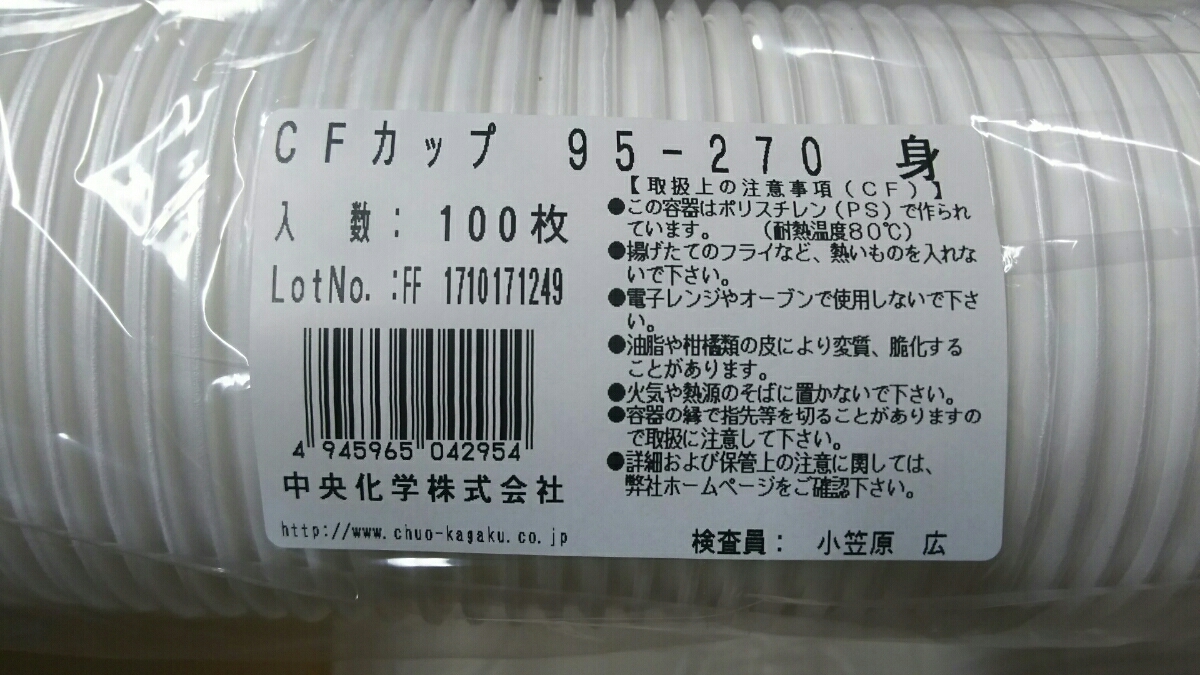 CFカップ 95-270 身
入 数: 100枚
LotNo. :FF 1710171249
4 945965 042954
中央化学株式会社
http://www.chuo-kagaku.co.jp
【取扱上の注意事項(CF)】
●この容器はポリスチレン(PS)で作られ
ています。 (耐熱温度80℃)
●揚げたてのフライなど、熱いものを入れな
いで下さい。
●電子レンジやオーブンで使用しないで下さ
い。
●油脂や柑橘類の皮により変質、脆化する
ことがあります。
●火気や熱源のそばに置かないで下さい。
●容器の縁で指先等を切ることがありますの
で取扱に注意して下さい。
●詳細および保管上の注意に関しては、
弊社ホームページをご確認下さい。
検査員: 小笠原 広